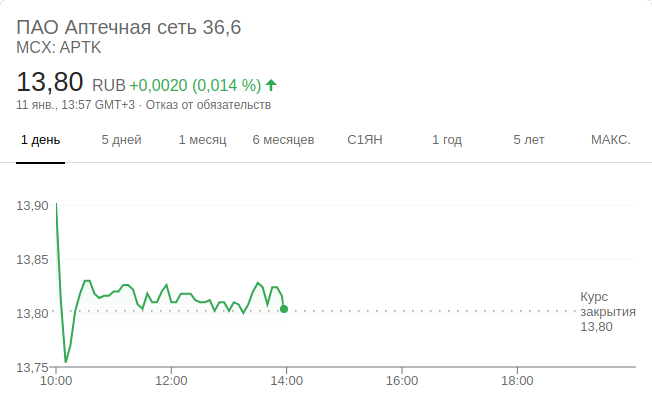 ПАО Аптечная сеть 36,6
MCX: APTK
13,80 RUB +0,0020 (0,014 %)
11 янв., 13:57 GMT+3 · Отказ от обязательств
1 день 5 дней 1 месяц 6 месяцев С1ЯН 1 год 5 лет МАКС.
13,90
13,85
13,80
13,75
Курс
закрытия
13,80
10:00 12:00 14:00 16:00 18:00